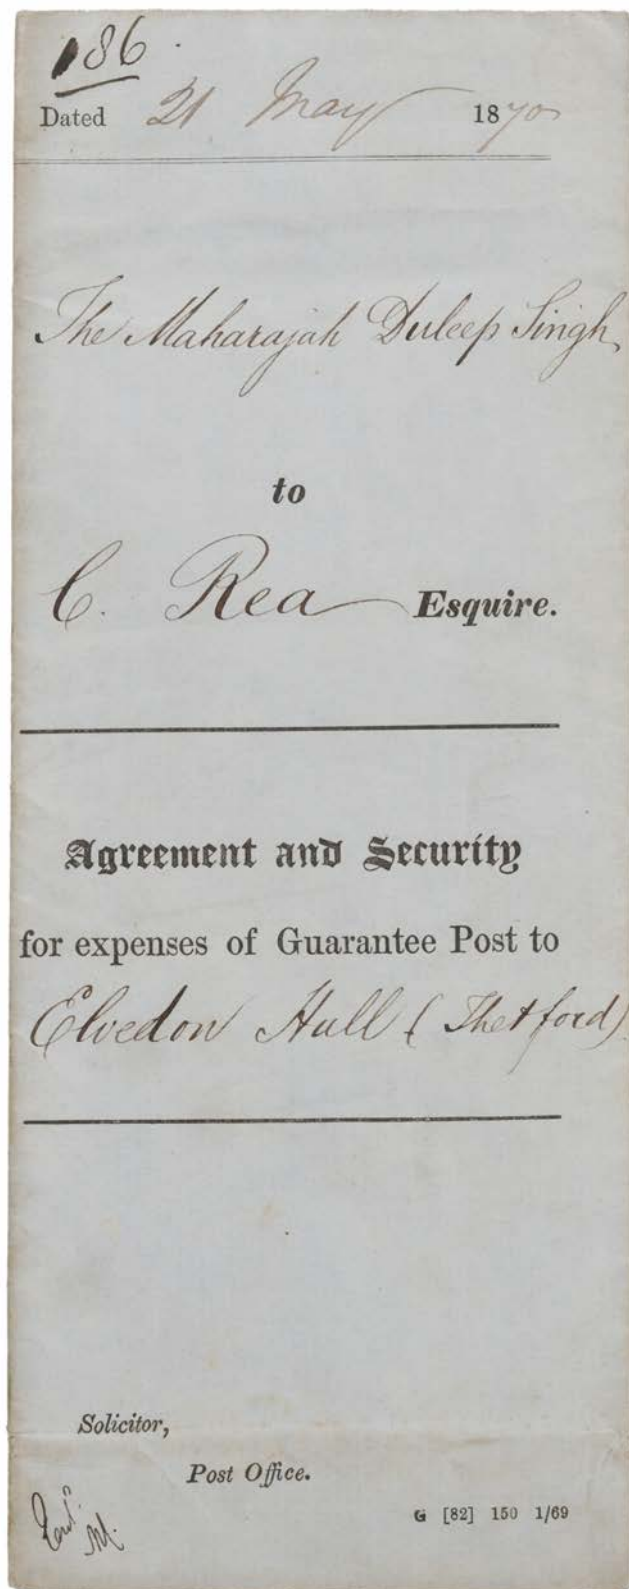 186.
Dated 21 May 1870
The Maharajah Duleep Singh
to
C. Rea Esquire.
Agreement and Security
for expenses of Guarantee Post to
Elvedon Hall (Thetford)
Solicitor,
Post Office.
G [82] 150 1/69